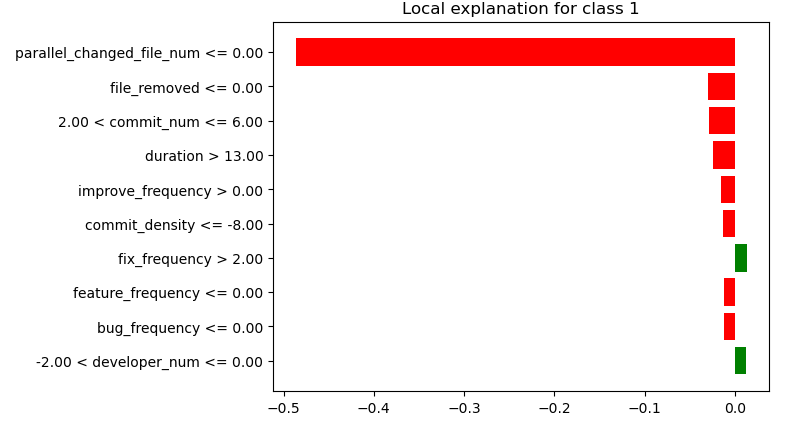 Local explanation for class 1
parallel_changed_file_num <= 0.00
file_removed <= 0.00
2.00 < commit_num <= 6.00
duration > 13.00
improve_frequency > 0.00
commit_density <= -8.00
fix_frequency > 2.00
feature_frequency <= 0.00
bug_frequency <= 0.00
-2.00 < developer_num <= 0.00
−0.5 −0.4 −0.3 −0.2 −0.1 0.0